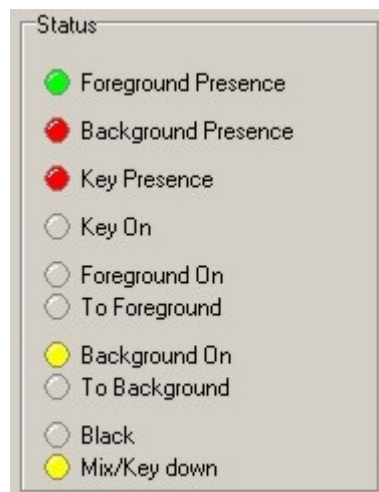 Status
Foreground Presence
Background Presence
Key Presence
Key On
Foreground On
To Foreground
Background On
To Background
Black
Mix/Key down